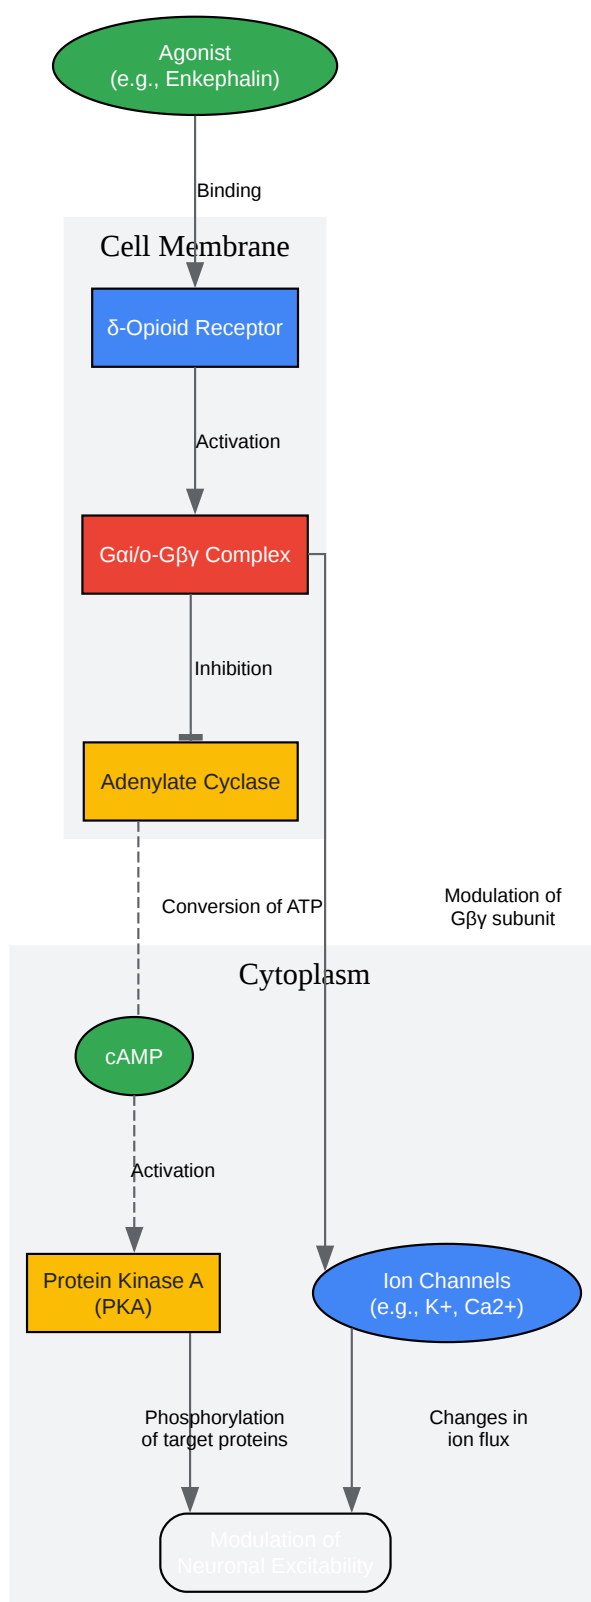 Agonist
(e.g., Enkephalin)
Binding
Cell Membrane
δ-Opioid Receptor
Activation
Gαi/o-Gβγ Complex
Inhibition
Adenylate Cyclase
Conversion of ATP
Modulation of
Gβγ subunit
Cytoplasm
cAMP
Activation
Protein Kinase A
(PKA)
Ion Channels
(e.g., K+, Ca2+)
Phosphorylation
of target proteins
Changes in
ion flux
Modulation of
Neuronal Excitability